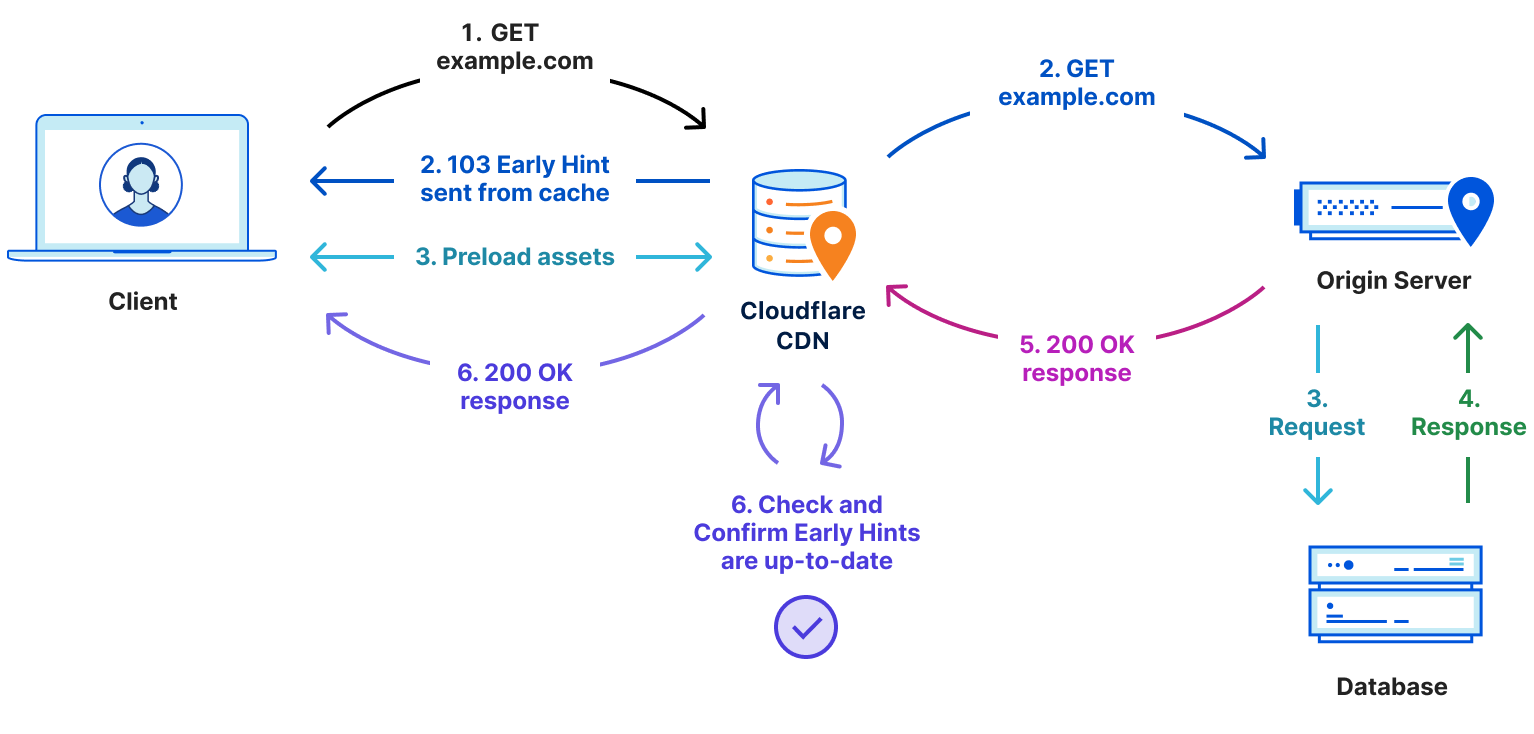 1. GET
example.com
2. GET
example.com
2. 103 Early Hint
sent from cache
3. Preload assets
Client
Cloudflare
CDN
Origin Server
6. 200 OK
response
5. 200 OK
response
3.
Request
4.
Response
6. Check and
Confirm Early Hints
are up-to-date
Database